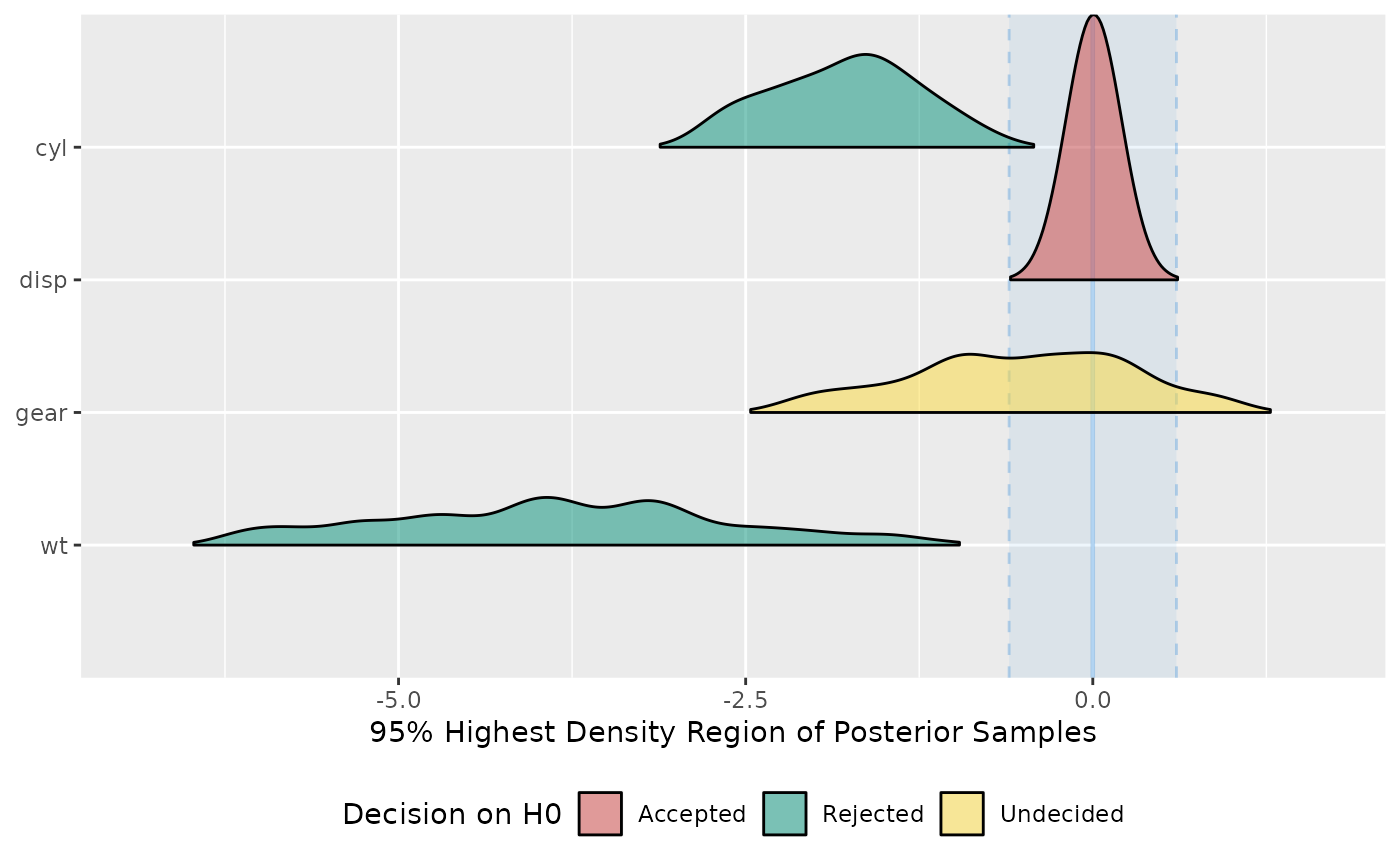 cyl
disp
gear
wt
-5.0 -2.5 0.0
95% Highest Density Region of Posterior Samples
Decision on H0 Accepted Rejected Undecided